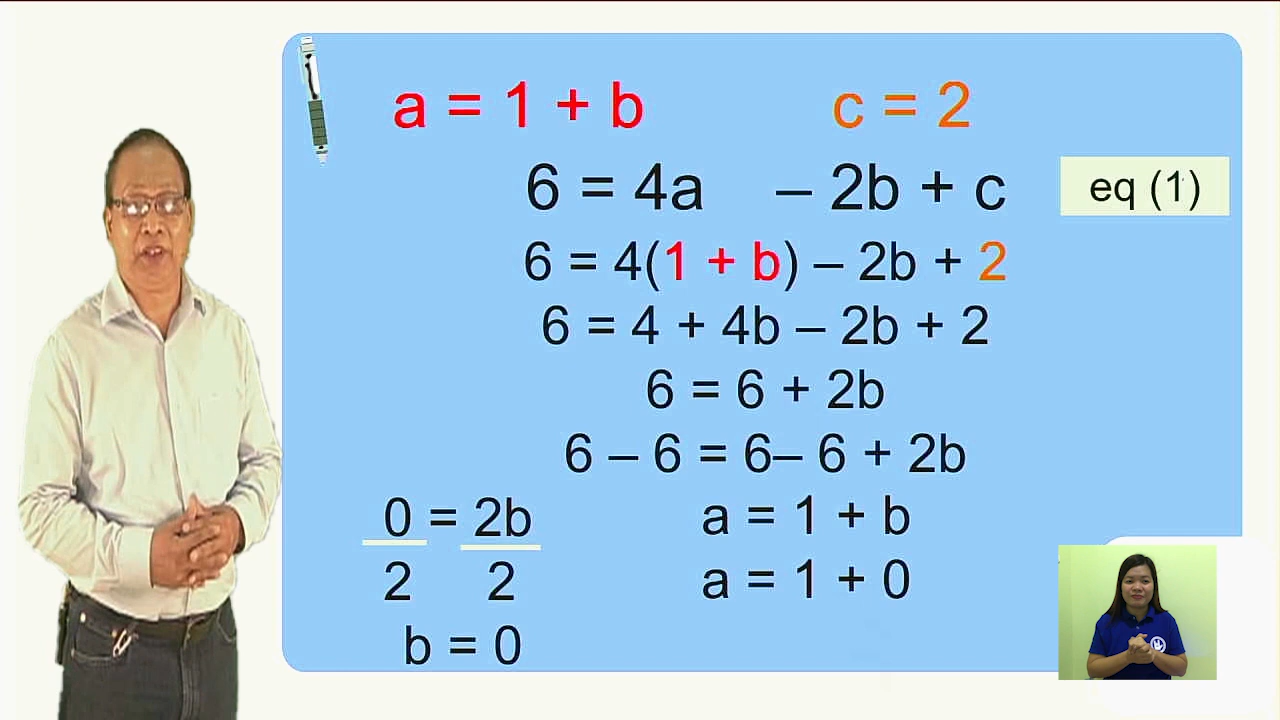 a = 1 + b c = 2
6 = 4a – 2b + c eq (1)
6 = 4(1 + b) – 2b + 2
6 = 4 + 4b – 2b + 2
6 = 6 + 2b
6 – 6 = 6– 6 + 2b
0 = 2b a = 1 + b
2 2 a = 1 + 0
b = 0